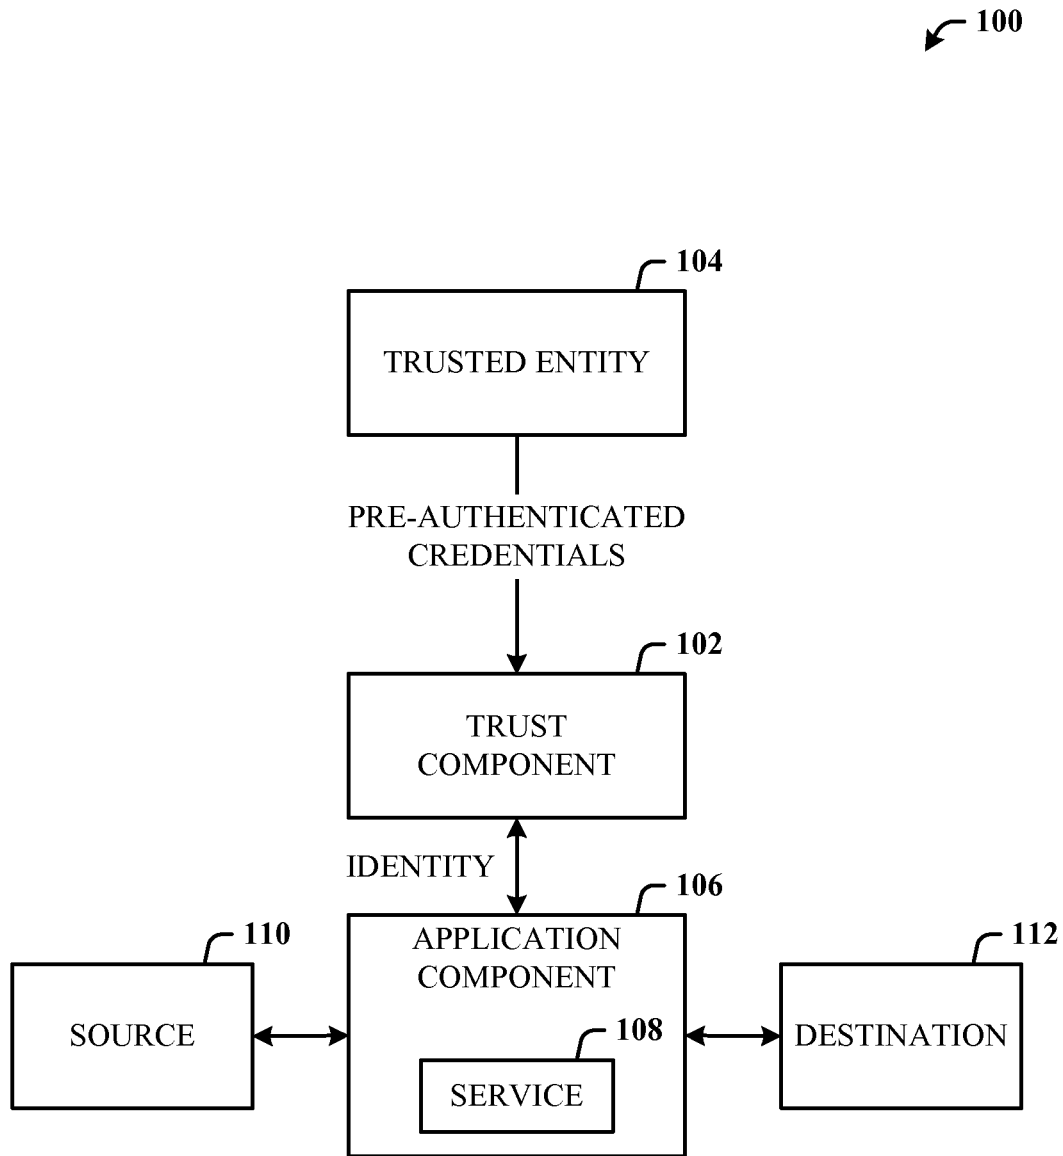 100
104
TRUSTED ENTITY
PRE-AUTHENTICATED
CREDENTIALS
102
TRUST
COMPONENT
IDENTITY
106
110
APPLICATION
COMPONENT
112
SOURCE
108
SERVICE
DESTINATION